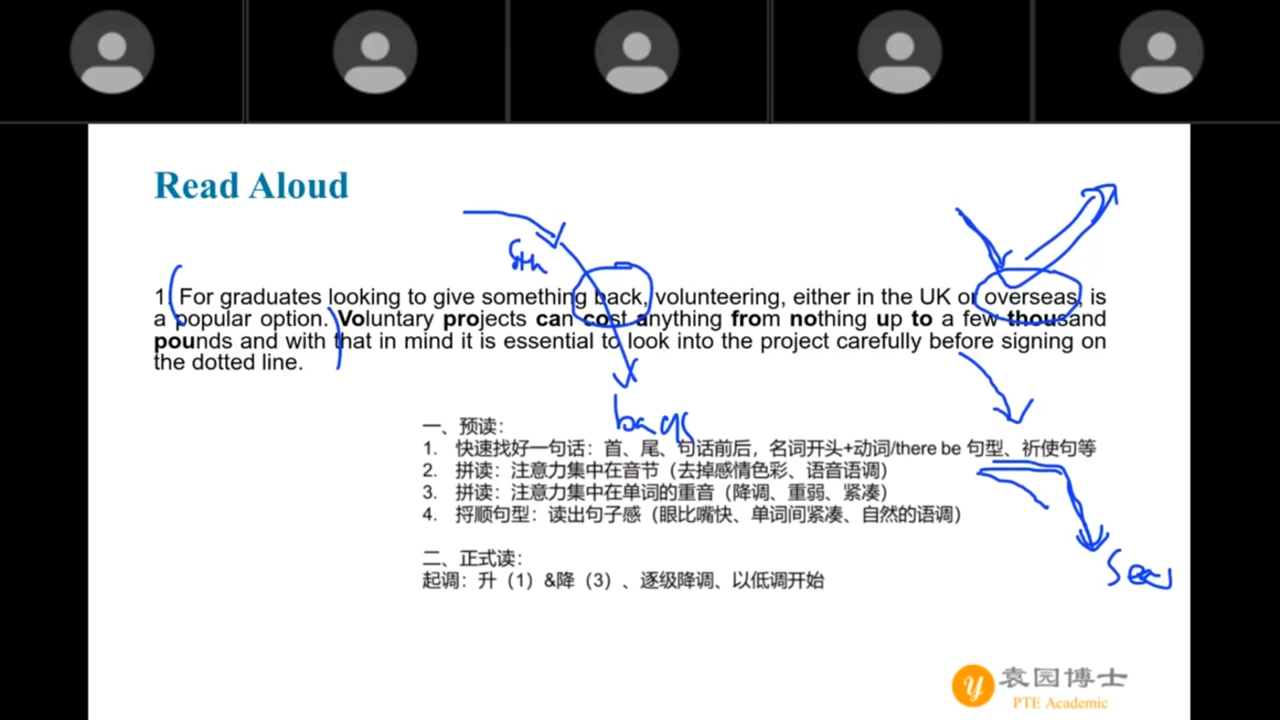 Read Aloud
sth
1. For graduates looking to give something back, volunteering, either in the UK or overseas, is
a popular option. Voluntary projects can cost anything from nothing up to a few thousand
pounds and with that in mind it is essential to look into the project carefully before signing on
the dotted line.
一、预读：
1. 快速找好一句话：首、尾、句话前后，名词开头+动词/there be 句型、祈使句等
2. 拼读：注意力集中在音节（去掉感情色彩、语音语调）
3. 拼读：注意力集中在单词的重音（降调、重弱、紧凑）
4. 捋顺句型：读出句子感（眼比嘴快、单词间紧凑、自然的语调）
二、正式读：
起调：升（1）&降（3）、逐级降调、以低调开始
y 袁园博士
PTE Academic